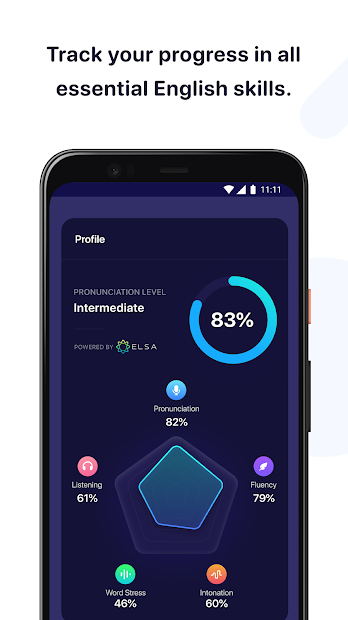 Track your progress in all
essential English skills.
11:11
Profile
PRONUNCIATION LEVEL
Intermediate
83%
POWERED BY ELSA
Pronunciation
82%
Listening
61%
Fluency
79%
Word Stress
46%
Intonation
60%